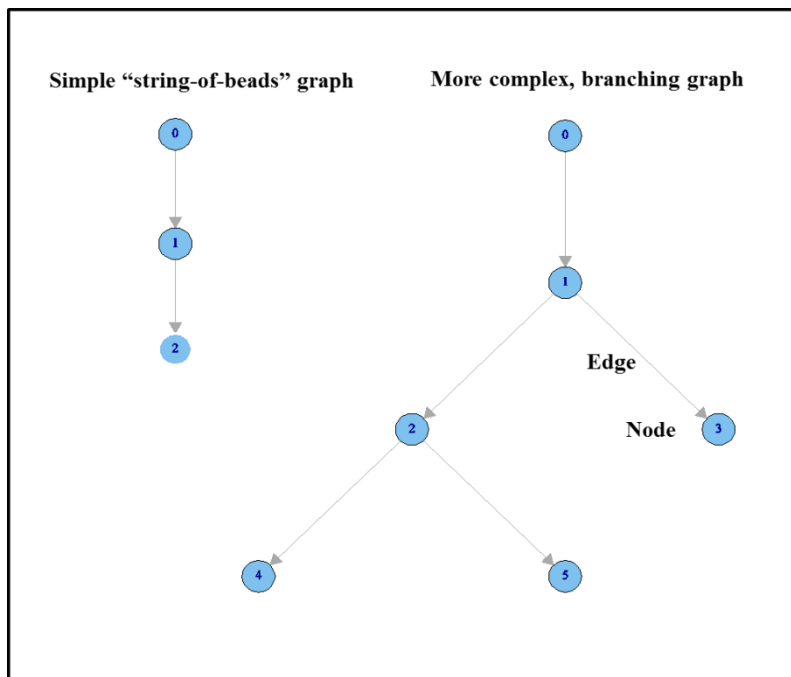 Simple “string-of-beads” graph
More complex, branching graph
0
0
1
1
2
Edge
2
Node
3
4
5